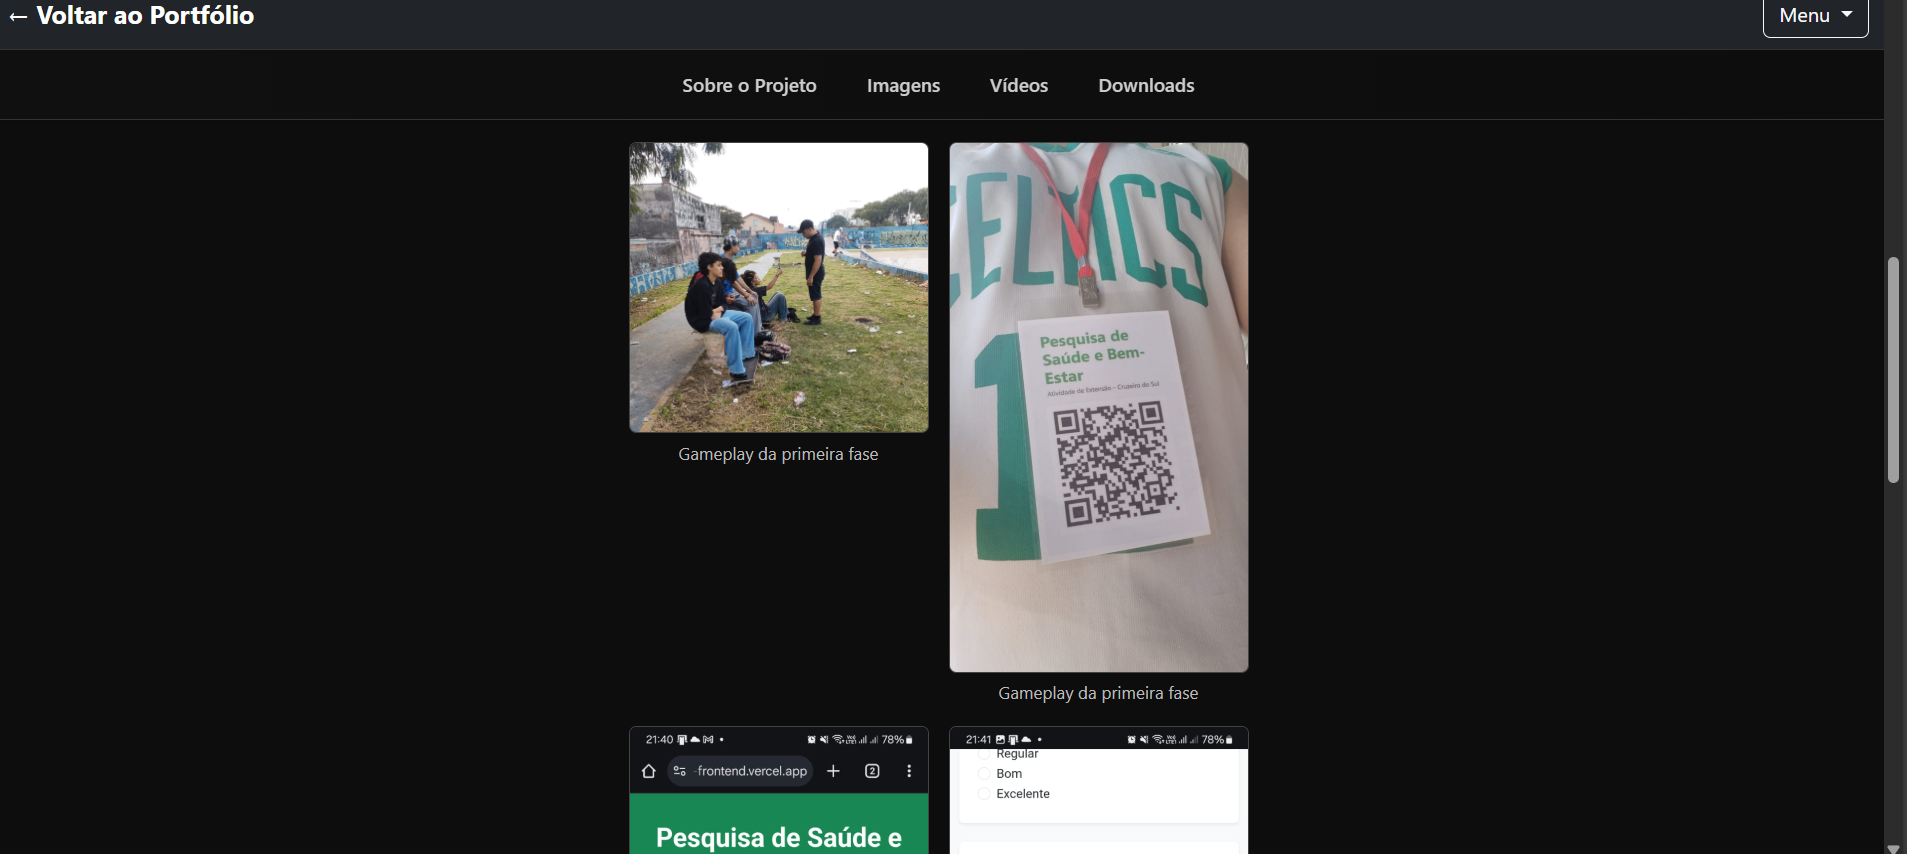 ← Voltar ao Portfólio
Menu
Sobre o Projeto
Imagens
Vídeos
Downloads
CELTICS
1
Pesquisa de
Saúde e Bem-
Estar
Atividade de Extensão – Cruzeiro do Sul
Gameplay da primeira fase
Gameplay da primeira fase
21:40
78%
-frontend.vercel.app
2
Pesquisa de Saúde e
21:41
78%
Regular
Bom
Excelente